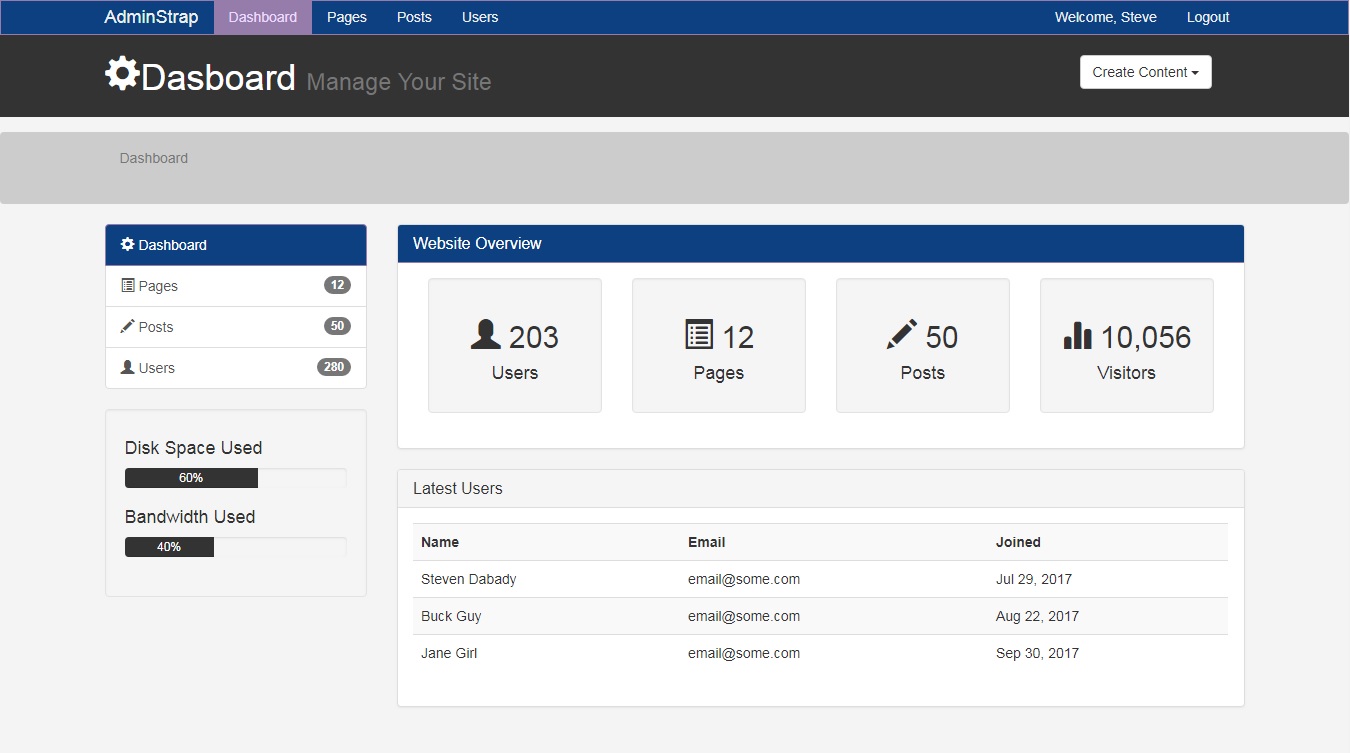 AdminStrap Dashboard Pages Posts Users Welcome, Steve Logout
Dasboard Manage Your Site Create Content
Dashboard
Dashboard
Pages 12
Posts 50
Users 280
Disk Space Used
60%
Bandwidth Used
40%
Website Overview
203
Users
12
Pages
50
Posts
10,056
Visitors
Latest Users
Name Email Joined
Steven Dabady email@some.com Jul 29, 2017
Buck Guy email@some.com Aug 22, 2017
Jane Girl email@some.com Sep 30, 2017